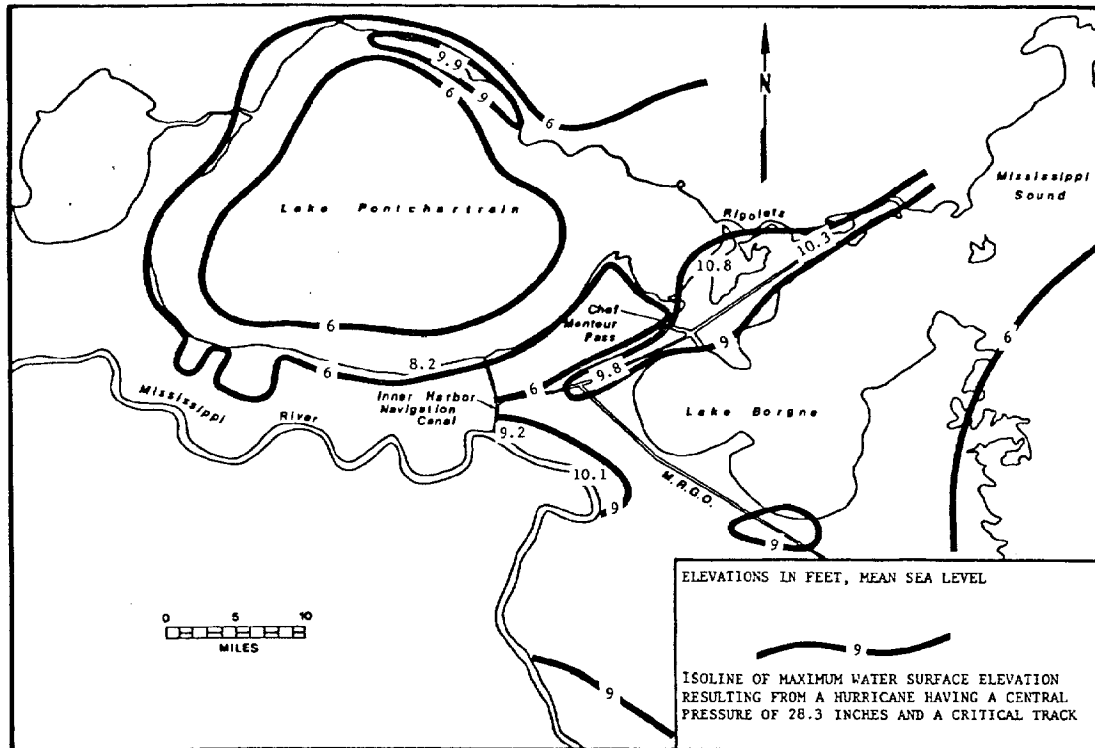 9.9
9
6
N
6
Mississippi
Sound
Lake Pontchartrain
Rigolets
10.3
10.8
Chef
Menteur
Pass
6
9
6
8.2
6
9.8
6
Inner Harbor
Navigation
Canal
Lake Borgne
Mississippi
River
9.2
10.1
M.R.G.O.
9
9
0 5 10
MILES
9
ELEVATIONS IN FEET, MEAN SEA LEVEL
9
ISOLINE OF MAXIMUM WATER SURFACE ELEVATION
RESULTING FROM A HURRICANE HAVING A CENTRAL
PRESSURE OF 28.3 INCHES AND A CRITICAL TRACK